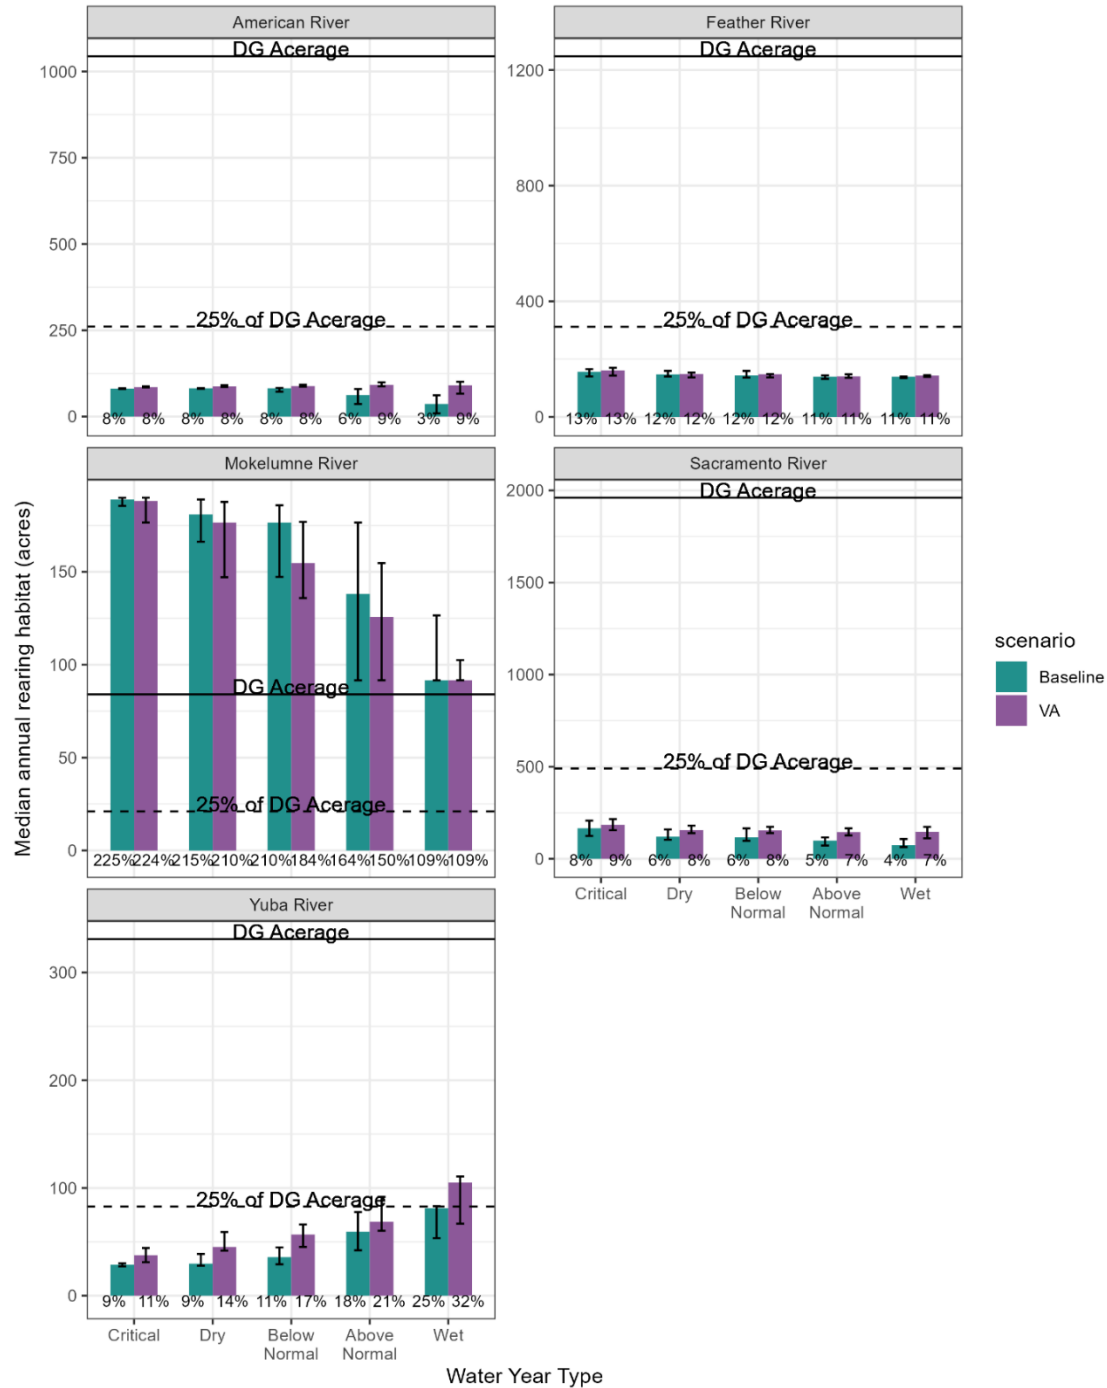 American River
DG Acerage
1000
750
500
25% of DG Acerage
250
0
8% 8% 8% 8% 8% 8% 6% 9% 3% 9%
Feather River
DG Acerage
1200
800
400
25% of DG Acerage
0
13% 13% 12% 12% 12% 12% 11% 11% 11% 11%
Mokelumne River
150
100
DG Acerage
50
25% of DG Acerage
0
225% 224% 215% 210% 210% 184% 164% 150% 109% 109%
Sacramento River
2000
DG Acerage
1500
1000
25% of DG Acerage
500
0
8% 9% 6% 8% 6% 8% 5% 7% 4% 7%
Critical Dry Below Above Wet
Normal Normal
Yuba River
DG Acerage
300
200
100
25% of DG Acerage
0
9% 11% 9% 14% 11% 17% 18% 21% 25% 32%
Critical Dry Below Above Wet
Normal Normal
Median annual rearing habitat (acres)
Water Year Type
scenario
Baseline
VA